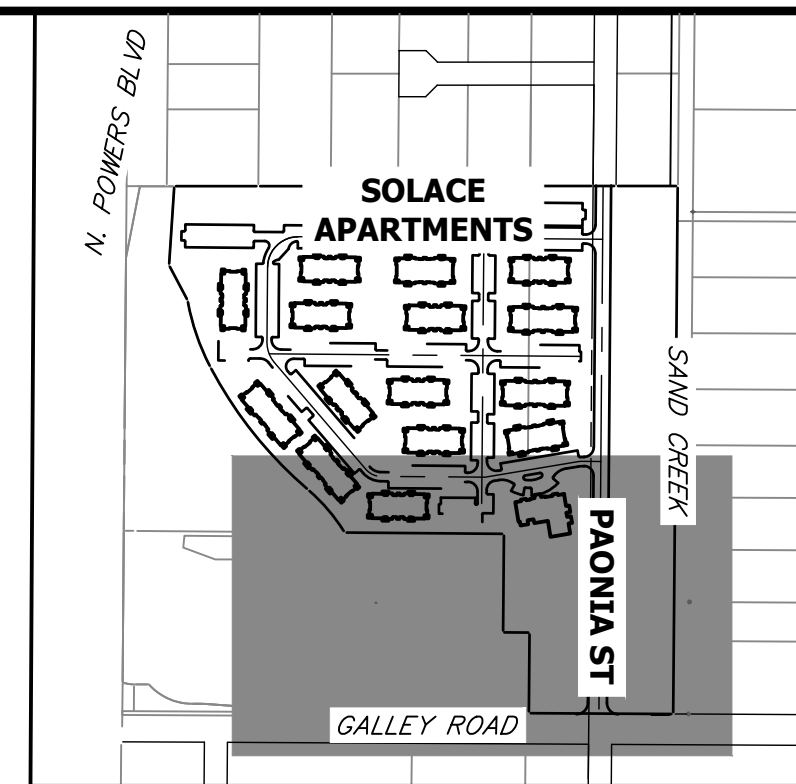 N. POWERS BLVD
SOLACE
APARTMENTS
SAND CREEK
PAONIA ST
GALLEY ROAD